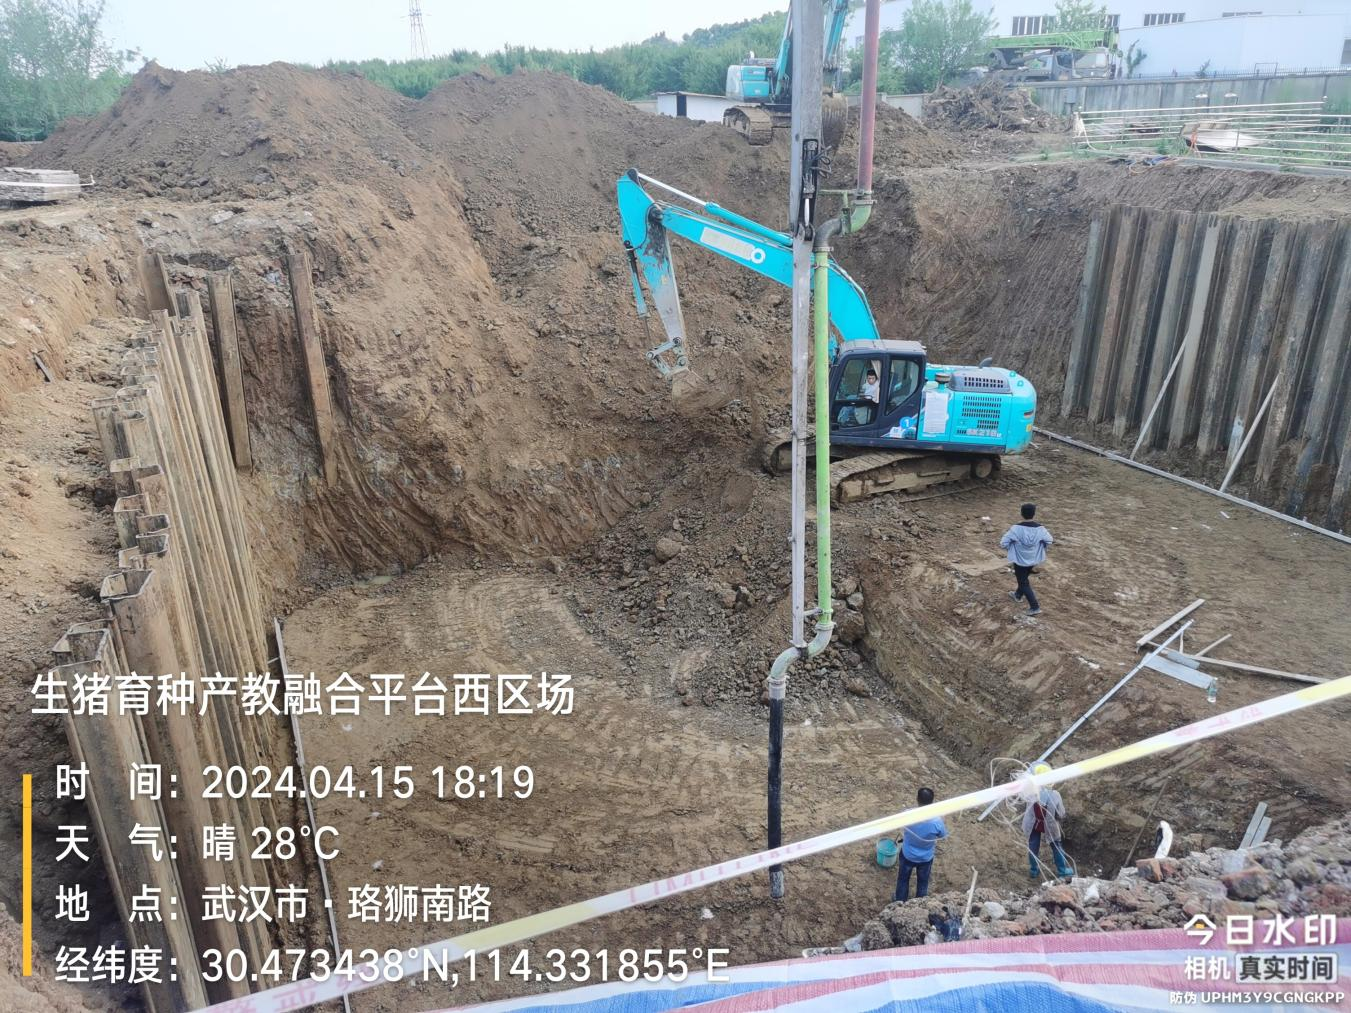 生猪育种产教融合平台西区场
时 间：2024.04.15 18:19
天 气：晴 28℃
地 点：武汉市·珞狮南路
经纬度：30.473438°N,114.331855°E
今日水印
相机 真实时间
防伪 UPHM3Y9CGNGKPP